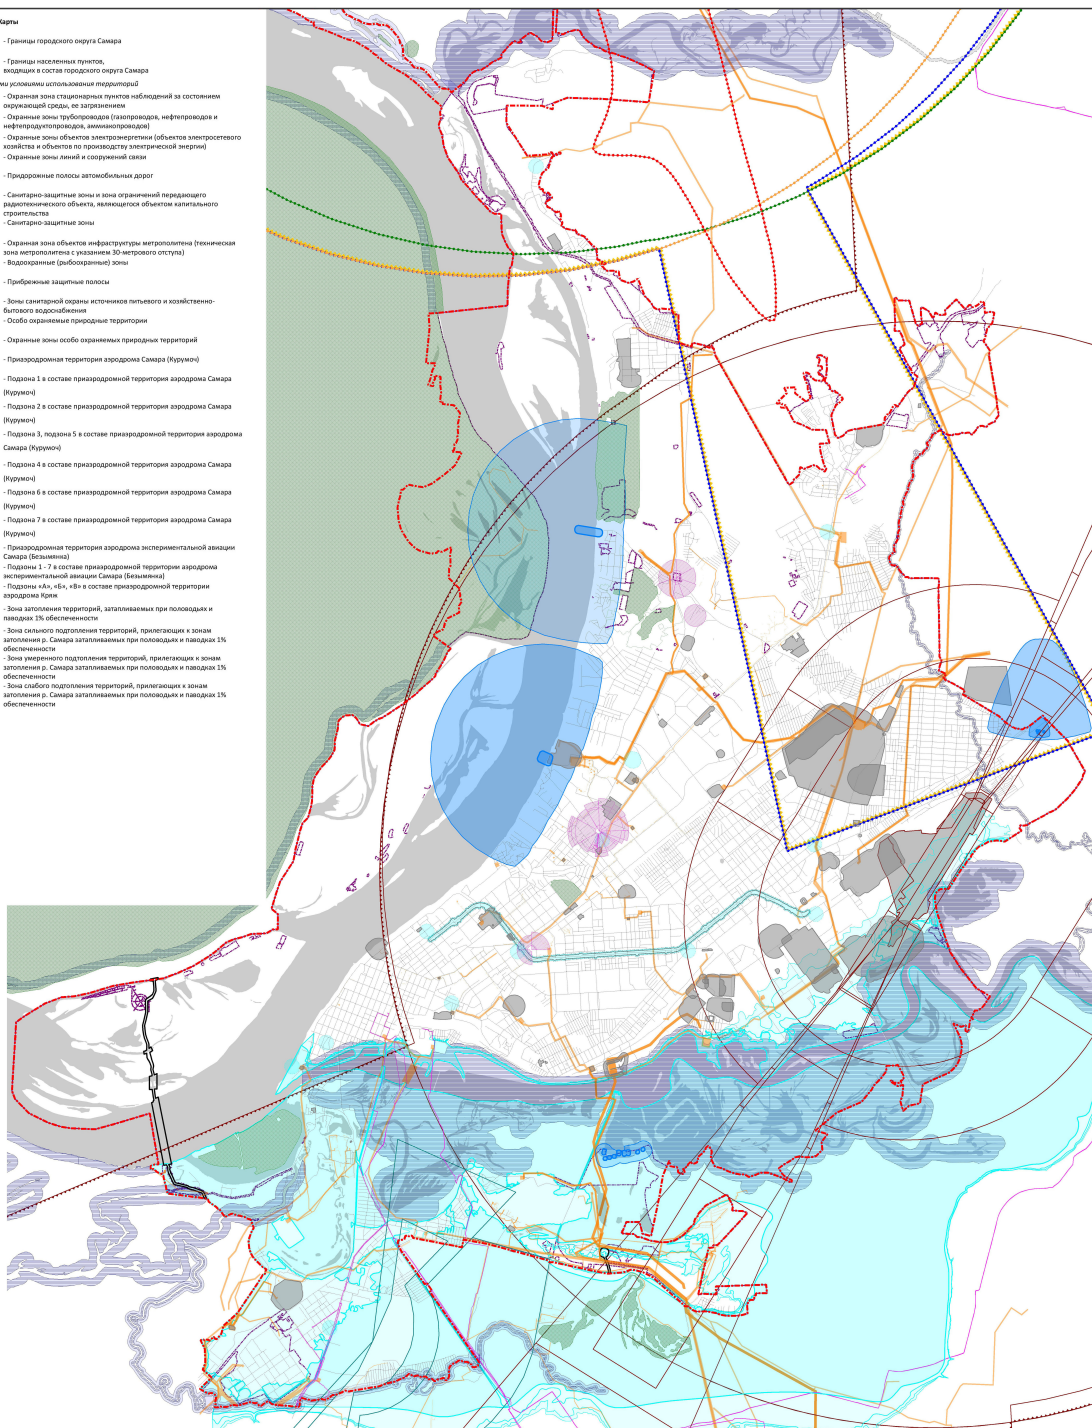 Карты
- Границы городского округа Самара
- Границы населенных пунктов,
входящих в состав городского округа Самара
ми условиями использования территорий
- Охранная зона стационарных пунктов наблюдений за состоянием
окружающей среды, ее загрязнением
- Охранные зоны трубопроводов (газопроводов, нефтепроводов и
нефтепродуктопроводов, аммиакопроводов)
- Охранные зоны объектов электроэнергетики (объектов электросетевого
хозяйства и объектов по производству электрической энергии)
- Охранные зоны линий и сооружений связи
- Придорожные полосы автомобильных дорог
- Санитарно-защитные зоны и зона ограничений передающего
радиотехнического объекта, являющегося объектом капитального
строительства
- Санитарно-защитные зоны
- Охранная зона объектов инфраструктуры метрополитена (техническая
зона метрополитена с указанием 30-метрового отступа)
- Водоохранные (рыбоохранные) зоны
- Прибрежные защитные полосы
- Зоны санитарной охраны источников питьевого и хозяйственно-
бытового водоснабжения
- Особо охраняемые природные территории
- Охранные зоны особо охраняемых природных территорий
- Приаэродромная территория аэродрома Самара (Курумоч)
- Подзона 1 в составе приаэродромной территория аэродрома Самара
(Курумоч)
- Подзона 2 в составе приаэродромной территория аэродрома Самара
(Курумоч)
- Подзона 3, подзона 5 в составе приаэродромной территория аэродрома
Самара (Курумоч)
- Подзона 4 в составе приаэродромной территория аэродрома Самара
(Курумоч)
- Подзона 6 в составе приаэродромной территория аэродрома Самара
(Курумоч)
- Подзона 7 в составе приаэродромной территория аэродрома Самара
(Курумоч)
- Приаэродромная территория аэродрома экспериментальной авиации
Самара (Безымянка)
- Подзоны 1 - 7 в составе приаэродромной территории аэродрома
экспериментальной авиации Самара (Безымянка)
- Подзоны «А», «Б», «В» в составе приаэродромной территории
аэродрома Кряж
- Зона затопления территорий, затапливаемых при половодьях и
паводках 1% обеспеченности
- Зона сильного подтопления территорий, прилегающих к зонам
затопления р. Самара затапливаемых при половодьях и паводках 1%
обеспеченности
- Зона умеренного подтопления территорий, прилегающих к зонам
затопления р. Самара затапливаемых при половодьях и паводках 1%
обеспеченности
- Зона слабого подтопления территорий, прилегающих к зонам
затопления р. Самара затапливаемых при половодьях и паводках 1%
обеспеченности